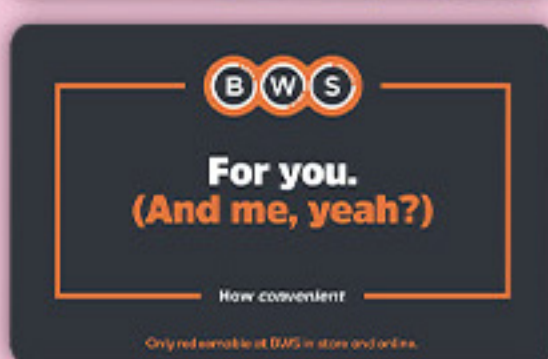 BWS
For you.
(And me, yeah?)
How convenient
Only redeemable at BWS in store and online.